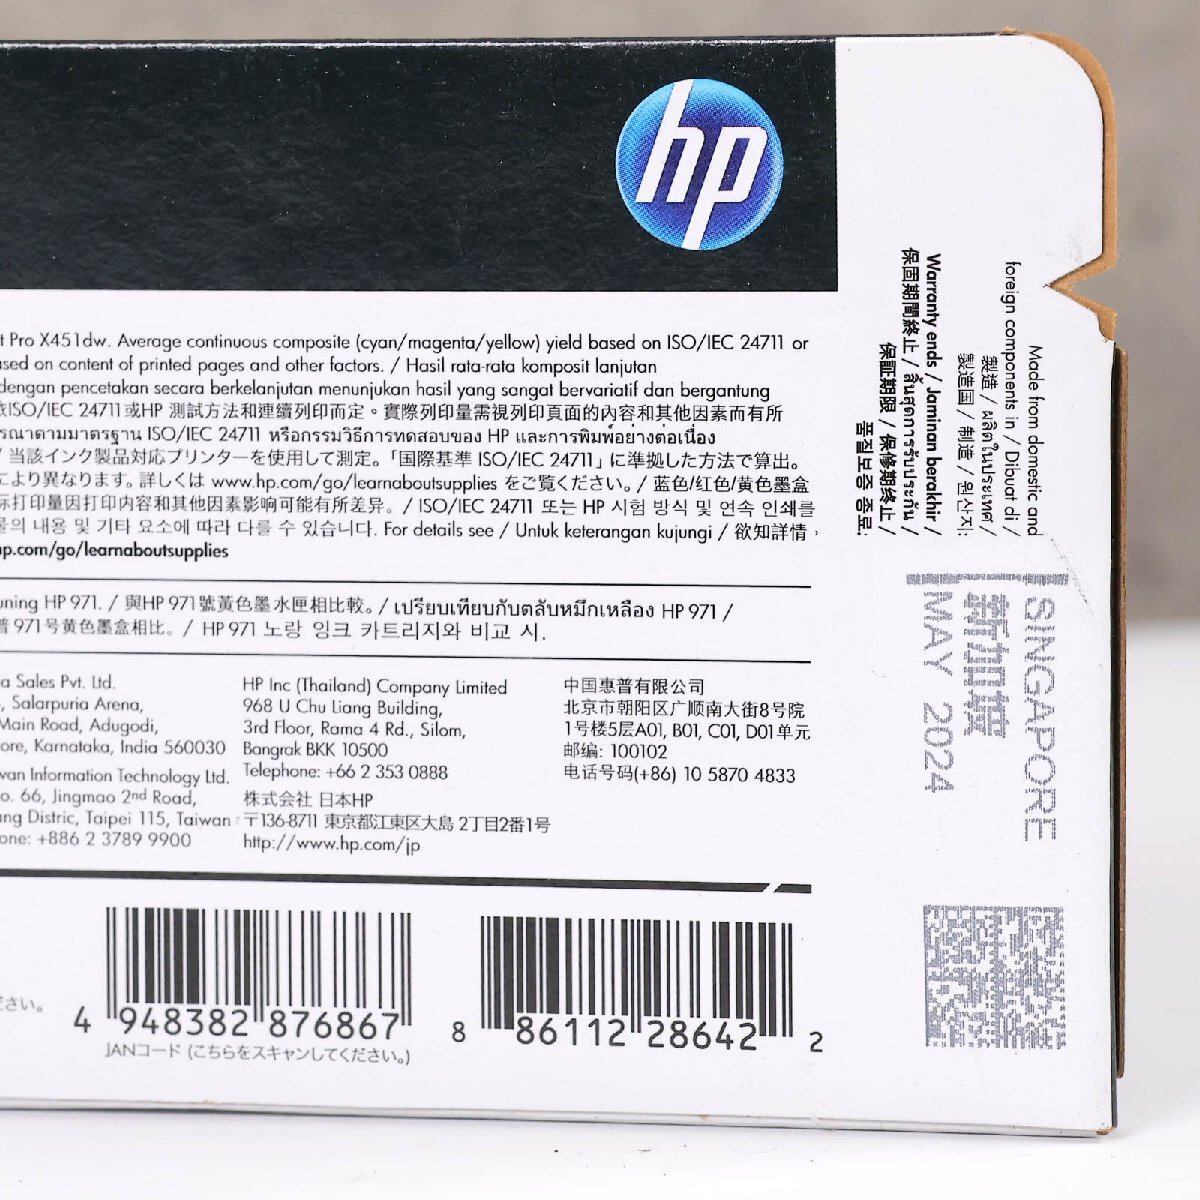 hp
t Pro X451dw. Average continuous composite (cyan/magenta/yellow) yield based on ISO/IEC 24711 or
sed on content of printed pages and other factors. / Hasil rata-rata komposit lanjutan
dengan pencetakan secara berkelanjutan menunjukan hasil yang sangat bervariatif dan bergantung
ISO/IEC 24711或HP 測試方法和連續列印而定。實際列印量需視列印頁面的內容和其他因素而有所
รณาตามมาตรฐาน ISO/IEC 24711 หรือกรรมวิธีการทดสอบของ HP และการพิมพ์อย่างต่อเนื่อง
/ 当該インク製品対応プリンターを使用して測定。「国際基準 ISO/IEC 24711」に準拠した方法で算出。
により異なります。詳しくは www.hp.com/go/learnaboutsupplies をご覧ください。/ 蓝色/红色/黄色墨盒
际打印量因打印内容和其他因素影响可能有所差异。/ ISO/IEC 24711 또는 HP 시험 방식 및 연속 인쇄를
물의 내용 및 기타 요소에 따라 다를 수 있습니다. For details see / Untuk keterangan kujungi / 欲知詳情，
hp.com/go/learnaboutsupplies
uning HP 971. / 與HP 971號黃色墨水匣相比較。/ เปรียบเทียบกับตลับหมึกเหลือง HP 971 /
普971号黄色墨盒相比。/ HP 971 노랑 잉크 카트리지와 비교 시.
a Sales Pvt. Ltd.
, Salarpuria Arena,
Main Road, Adugodi,
ore, Karnataka, India 560030
wan Information Technology Ltd.
o. 66, Jingmao 2nd Road,
ang Distric, Taipei 115, Taiwan
one: +886 2 3789 9900
HP Inc (Thailand) Company Limited
968 U Chu Liang Building,
3rd Floor, Rama 4 Rd., Silom,
Bangrak BKK 10500
Telephone: +66 2 353 0888
株式会社 日本HP
〒136-8711 東京都江東区大島 2丁目2番1号
http://www.hp.com/jp
中国惠普有限公司
北京市朝阳区广顺南大街8号院
1号楼5层A01, B01, C01, D01单元
邮编: 100102
电话号码(+86) 10 5870 4833
ださい。
4 948382 876867
JANコード (こちらをスキャンしてください。)
8 86112 28642 2
Made from domestic and
foreign components in / Dibuat di /
製造 / ผลิตในประเทศ /
製造国 / 制造 / 원산지:
Warranty ends / Jaminan berakhir /
保固期間終止 / สิ้นสุดการรับประกัน /
保証期限 / 保修期终止 /
품질보증 종료:
SINGAPORE
新加坡
MAY 2024